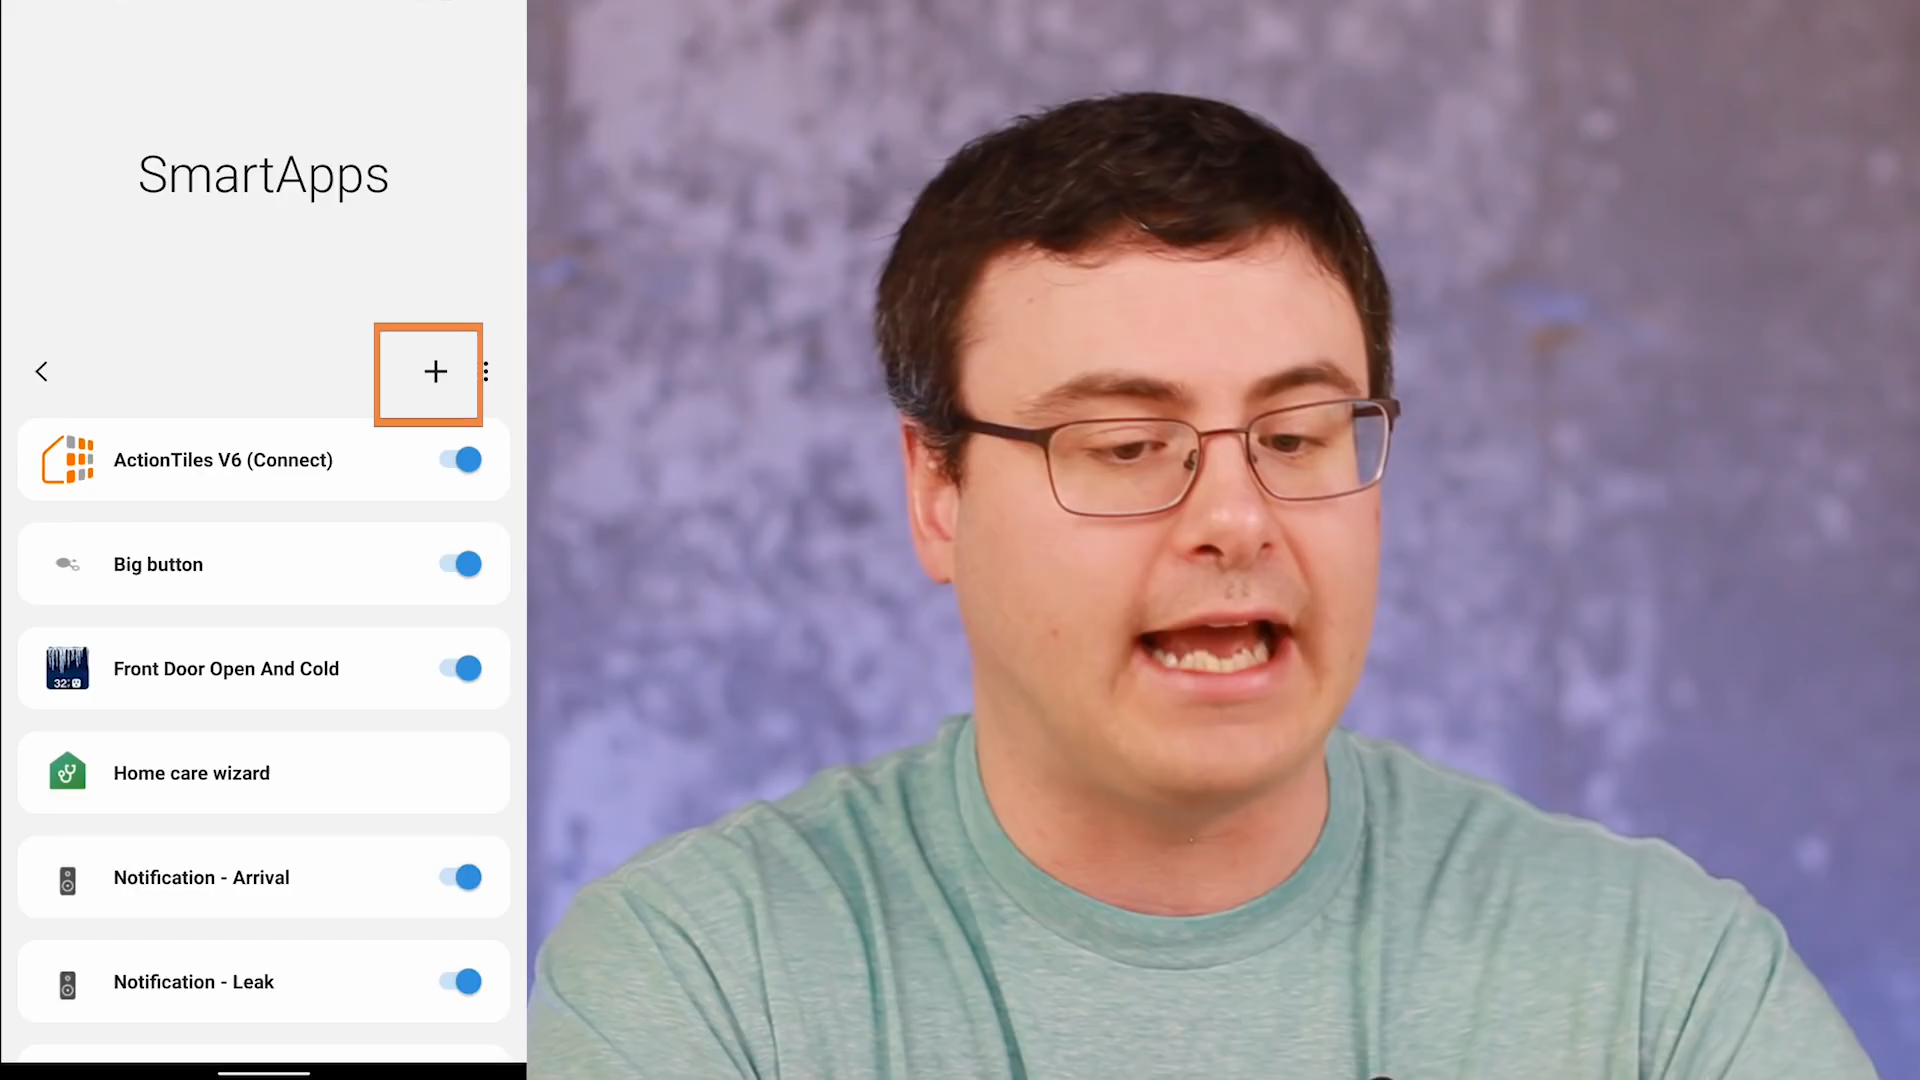 SmartApps
ActionTiles V6 (Connect)
Big button
Front Door Open And Cold
32:
Home care wizard
Notification - Arrival
Notification - Leak